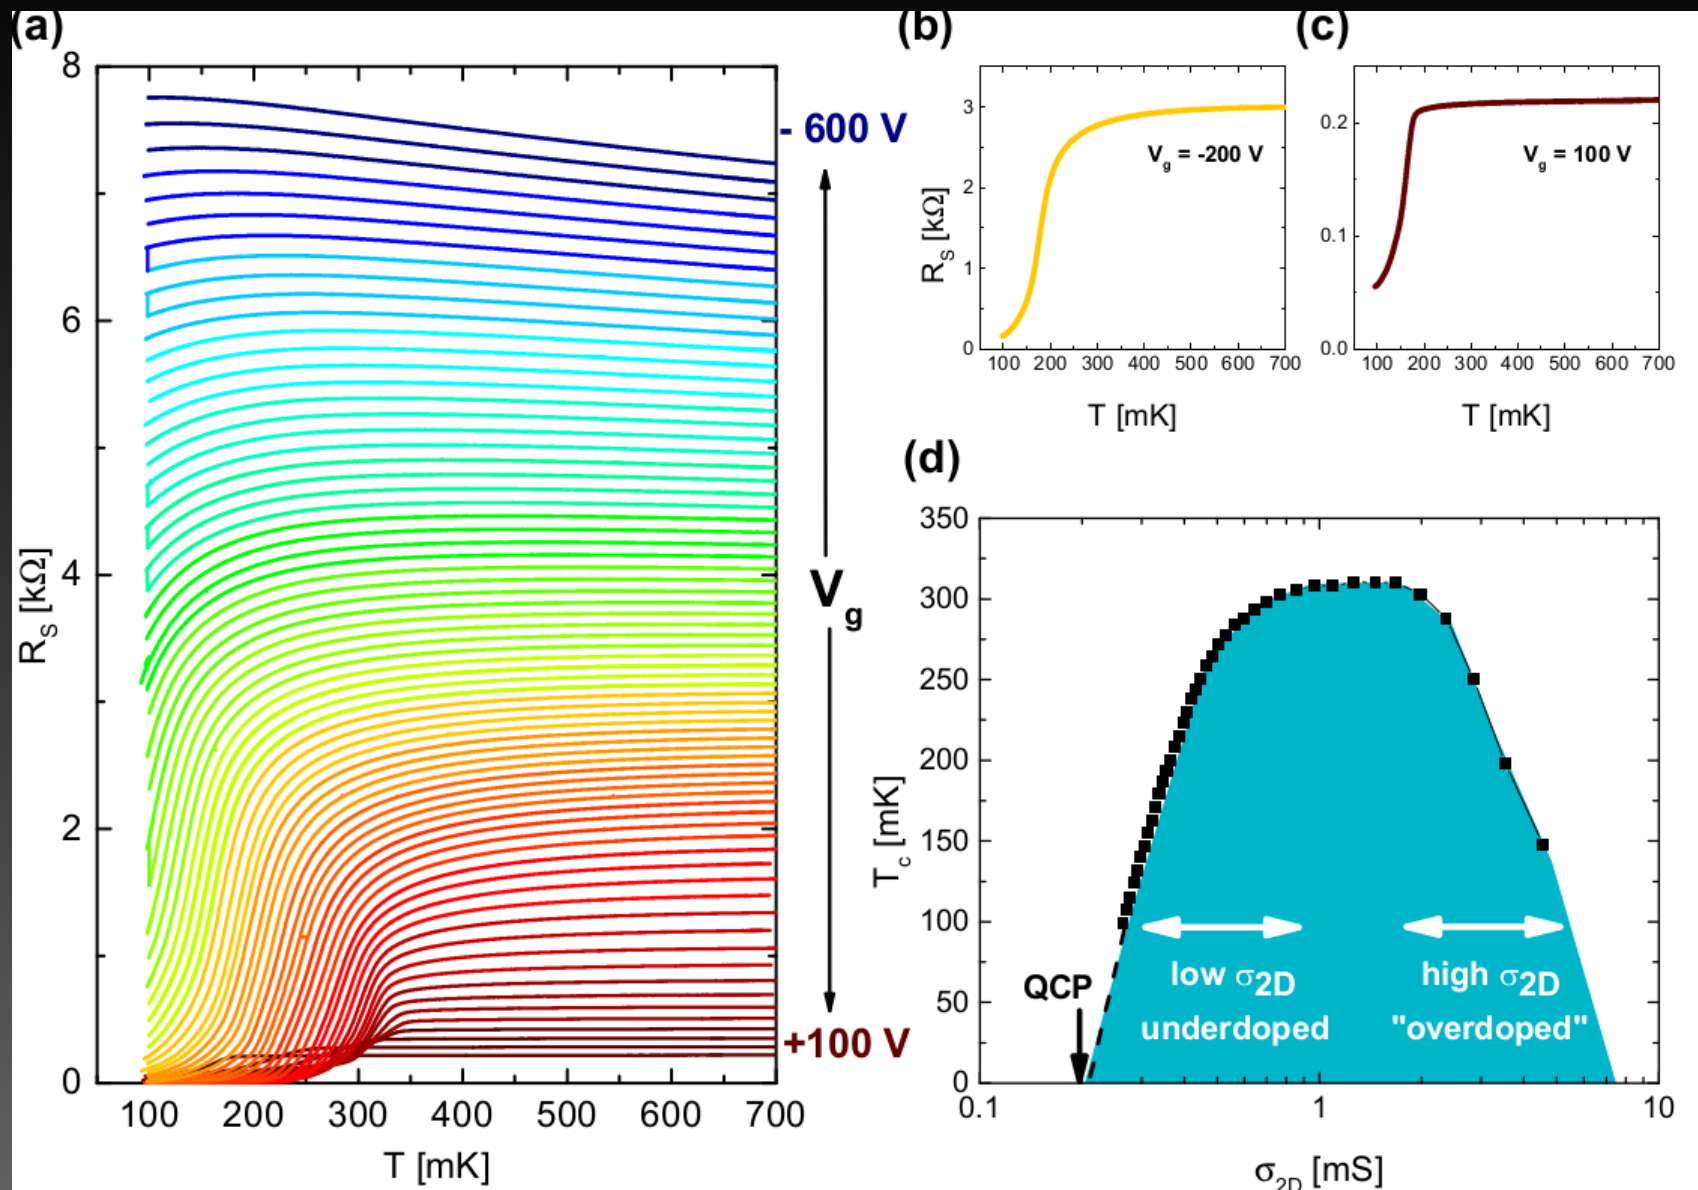 (a)
8
6
4
2
0
100 200 300 400 500 600 700
R_S [kΩ]
T [mK]
- 600 V
V_g
+100 V
(b)
3
2
1
0
100 200 300 400 500 600 700
R_S [kΩ]
V_g = -200 V
T [mK]
(c)
0.2
0.1
0.0
100 200 300 400 500 600 700
V_g = 100 V
T [mK]
(d)
350
300
250
200
150
100
50
0
0.1 1 10
T_c [mK]
QCP
low σ_2D
underdoped
high σ_2D
"overdoped"
σ_2D [mS]